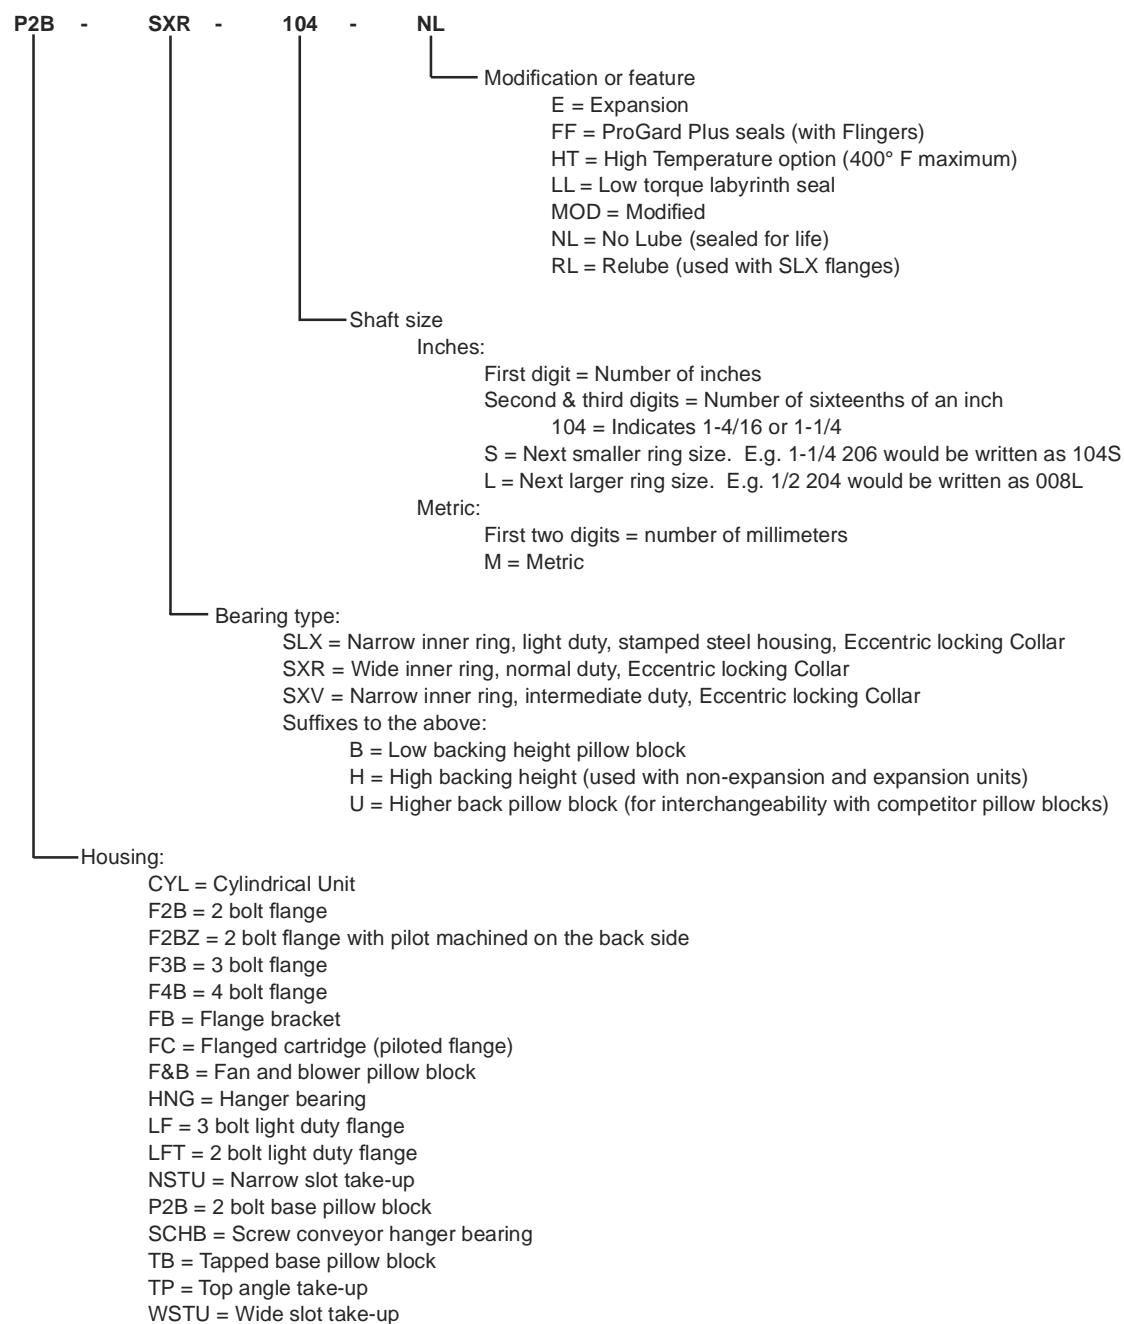 P2B - SXR - 104 - NL
Modification or feature
E = Expansion
FF = ProGard Plus seals (with Flingers)
HT = High Temperature option (400° F maximum)
LL = Low torque labyrinth seal
MOD = Modified
NL = No Lube (sealed for life)
RL = Relube (used with SLX flanges)
Shaft size
Inches:
First digit = Number of inches
Second & third digits = Number of sixteenths of an inch
104 = Indicates 1-4/16 or 1-1/4
S = Next smaller ring size. E.g. 1-1/4 206 would be written as 104S
L = Next larger ring size. E.g. 1/2 204 would be written as 008L
Metric:
First two digits = number of millimeters
M = Metric
Bearing type:
SLX = Narrow inner ring, light duty, stamped steel housing, Eccentric locking Collar
SXR = Wide inner ring, normal duty, Eccentric locking Collar
SXV = Narrow inner ring, intermediate duty, Eccentric locking Collar
Suffixes to the above:
B = Low backing height pillow block
H = High backing height (used with non-expansion and expansion units)
U = Higher back pillow block (for interchangeability with competitor pillow blocks)
Housing:
CYL = Cylindrical Unit
F2B = 2 bolt flange
F2BZ = 2 bolt flange with pilot machined on the back side
F3B = 3 bolt flange
F4B = 4 bolt flange
FB = Flange bracket
FC = Flanged cartridge (piloted flange)
F&B = Fan and blower pillow block
HNG = Hanger bearing
LF = 3 bolt light duty flange
LFT = 2 bolt light duty flange
NSTU = Narrow slot take-up
P2B = 2 bolt base pillow block
SCHB = Screw conveyor hanger bearing
TB = Tapped base pillow block
TP = Top angle take-up
WSTU = Wide slot take-up